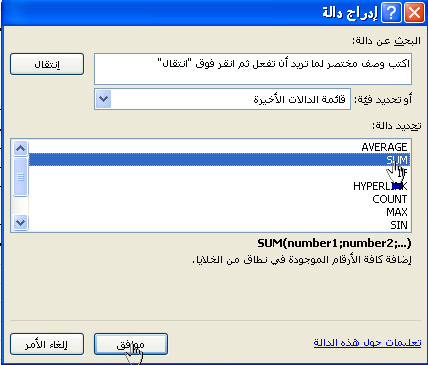 إدراج دالة
البحث عن دالة:
اكتب وصف مختصر لما تريد أن تفعل ثم انقر فوق "انتقال"
إنتقال
أو تحديد فئة: قائمة الدالات الأخيرة
تحديد دالة:
AVERAGE
SUM
IF
HYPERLINK
COUNT
MAX
SIN
SUM(number1;number2;...)
إضافة كافة الأرقام الموجودة في نطاق من الخلايا.
تعليمات حول هذه الدالة
موافق
إلغاء الأمر